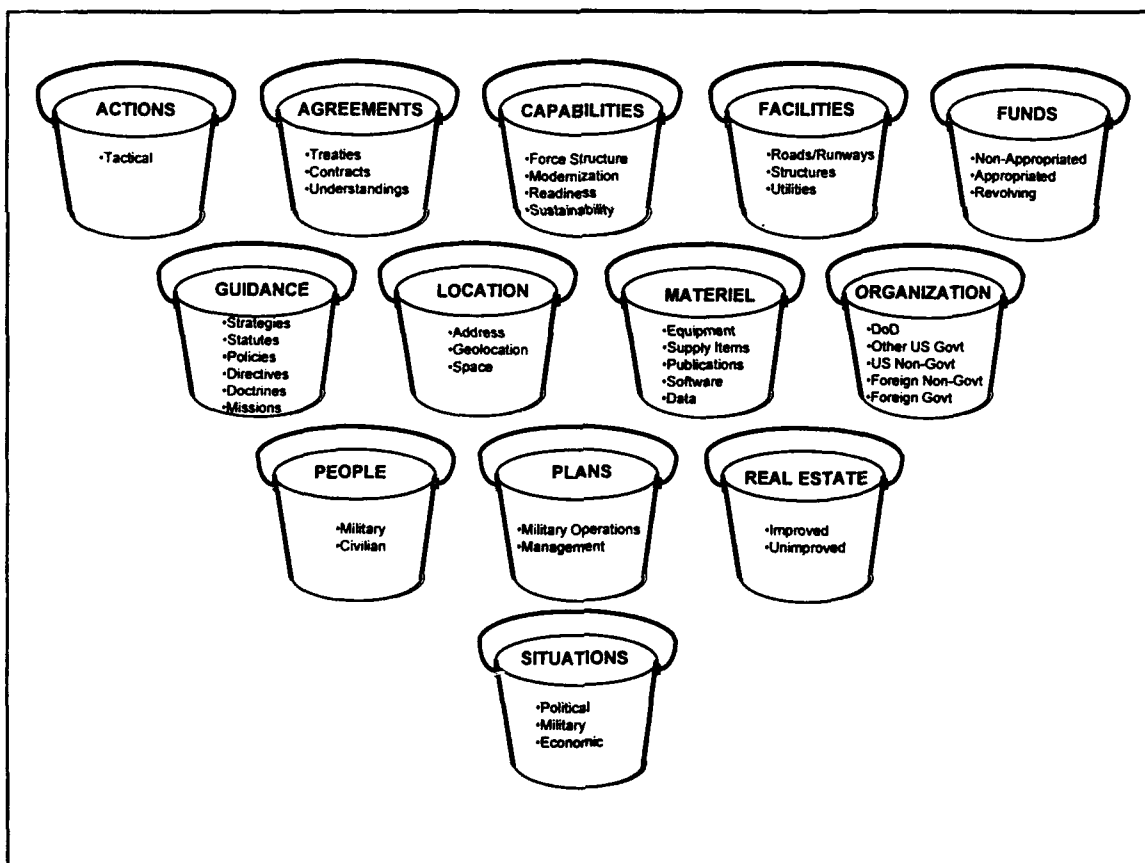 ACTIONS
•Tactical
AGREEMENTS
•Treaties
•Contracts
•Understandings
CAPABILITIES
•Force Structure
•Modernization
•Readiness
•Sustainability
FACILITIES
•Roads/Runways
•Structures
•Utilities
FUNDS
•Non-Appropriated
•Appropriated
•Revolving
GUIDANCE
•Strategies
•Statutes
•Policies
•Directives
•Doctrines
•Missions
LOCATION
•Address
•Geolocation
•Space
MATERIEL
•Equipment
•Supply Items
•Publications
•Software
•Data
ORGANIZATION
•DoD
•Other US Govt
•US Non-Govt
•Foreign Non-Govt
•Foreign Govt
PEOPLE
•Military
•Civilian
PLANS
•Military Operations
•Management
REAL ESTATE
•Improved
•Unimproved
SITUATIONS
•Political
•Military
•Economic